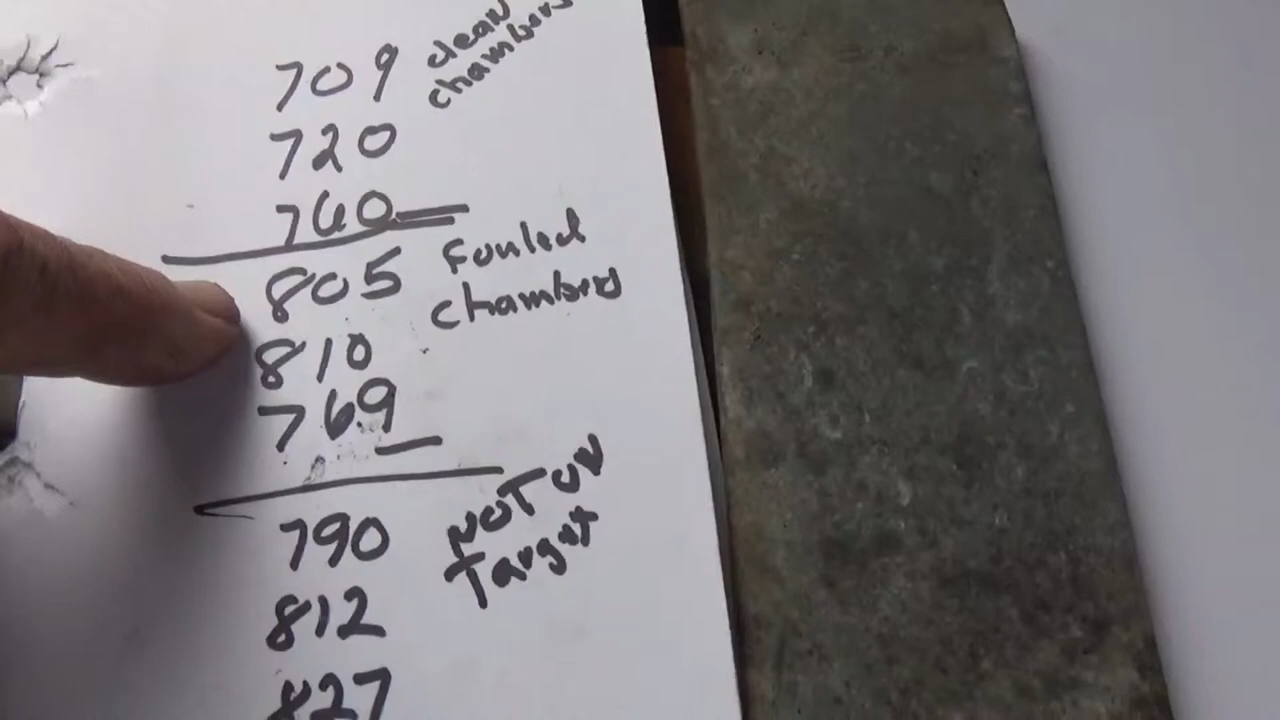 709 clean
chambers
720
760
805 Fouled
chambers
810
769
790 NOT ON
Target
812
827